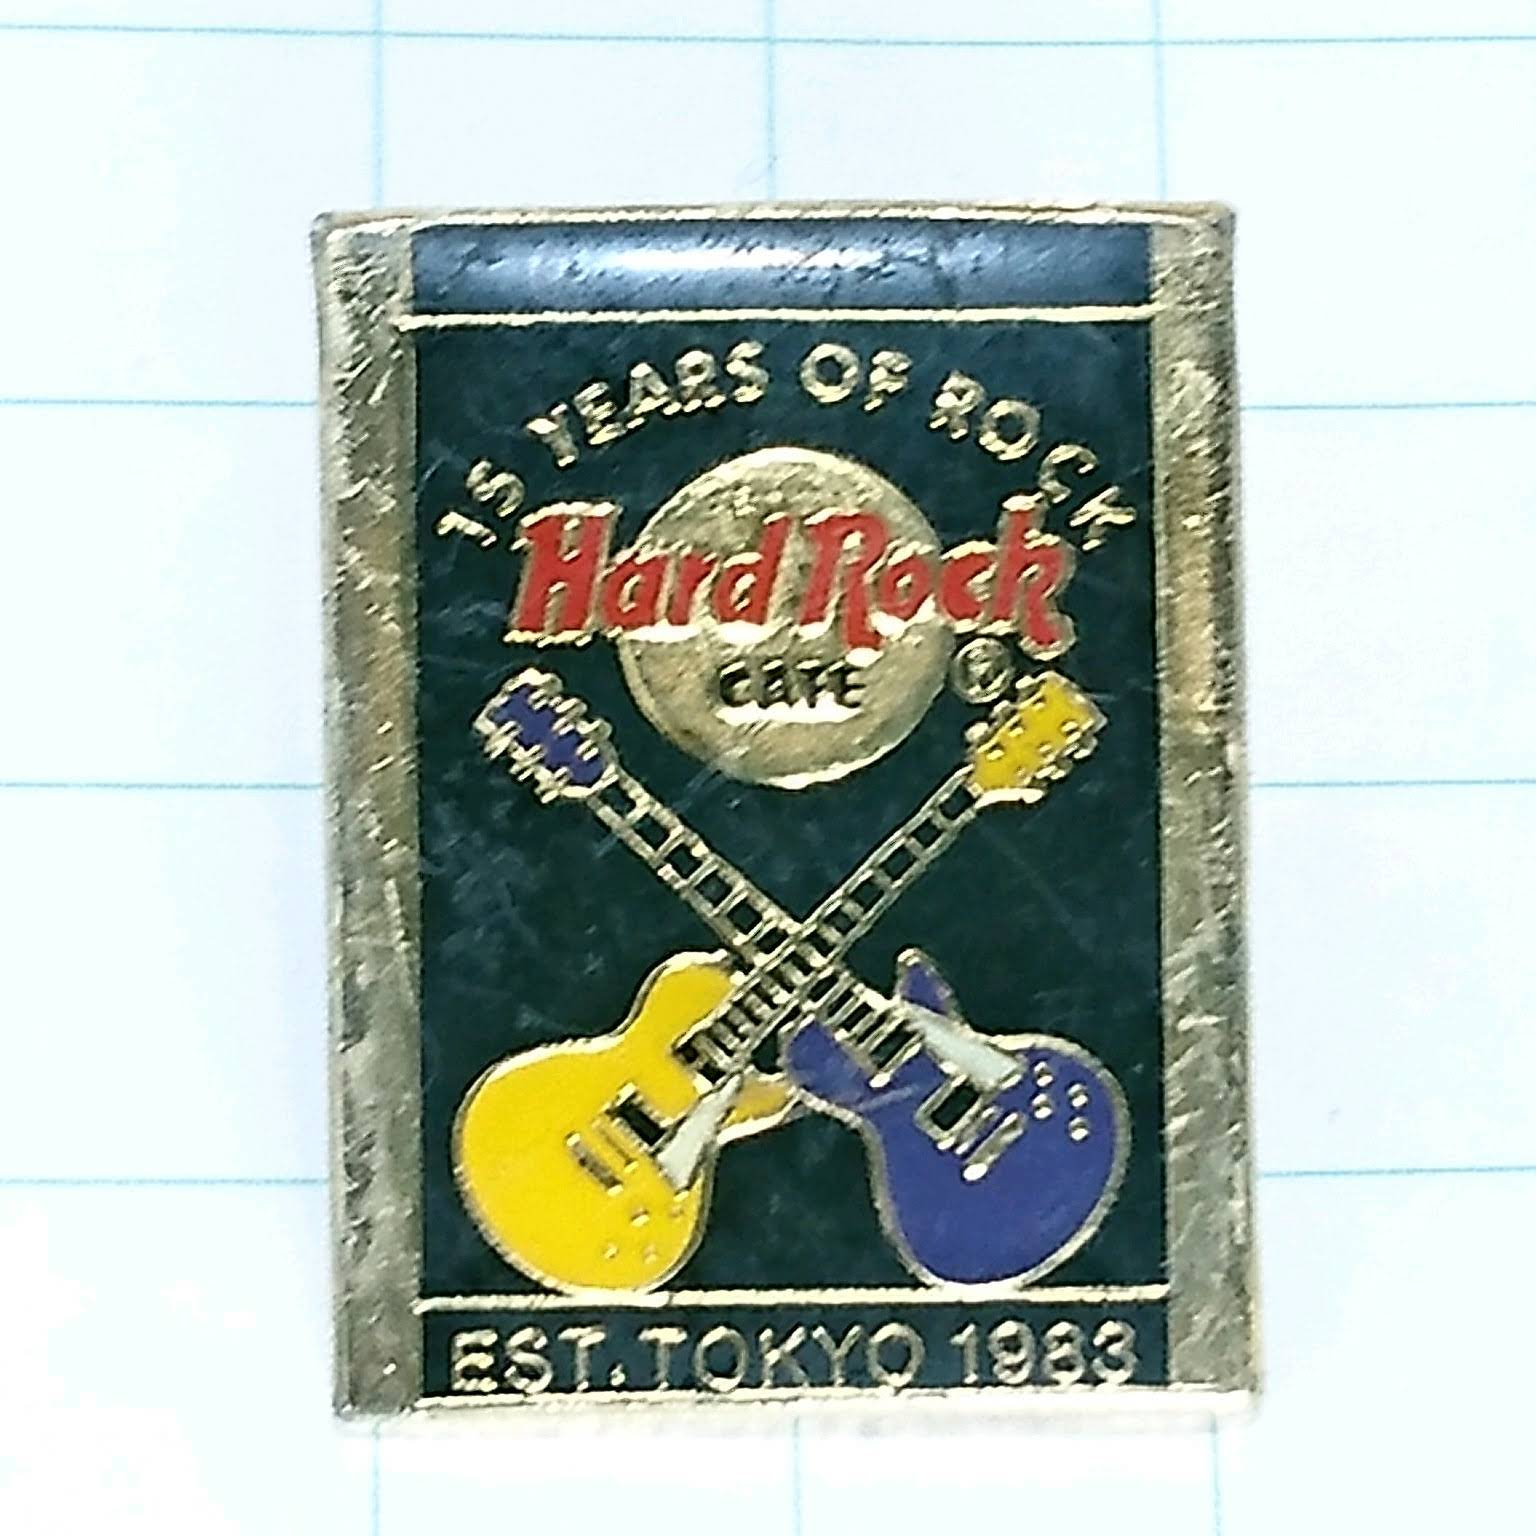 15 YEARS OF ROCK
Hard Rock
CAFE ®
EST. TOKYO 1983